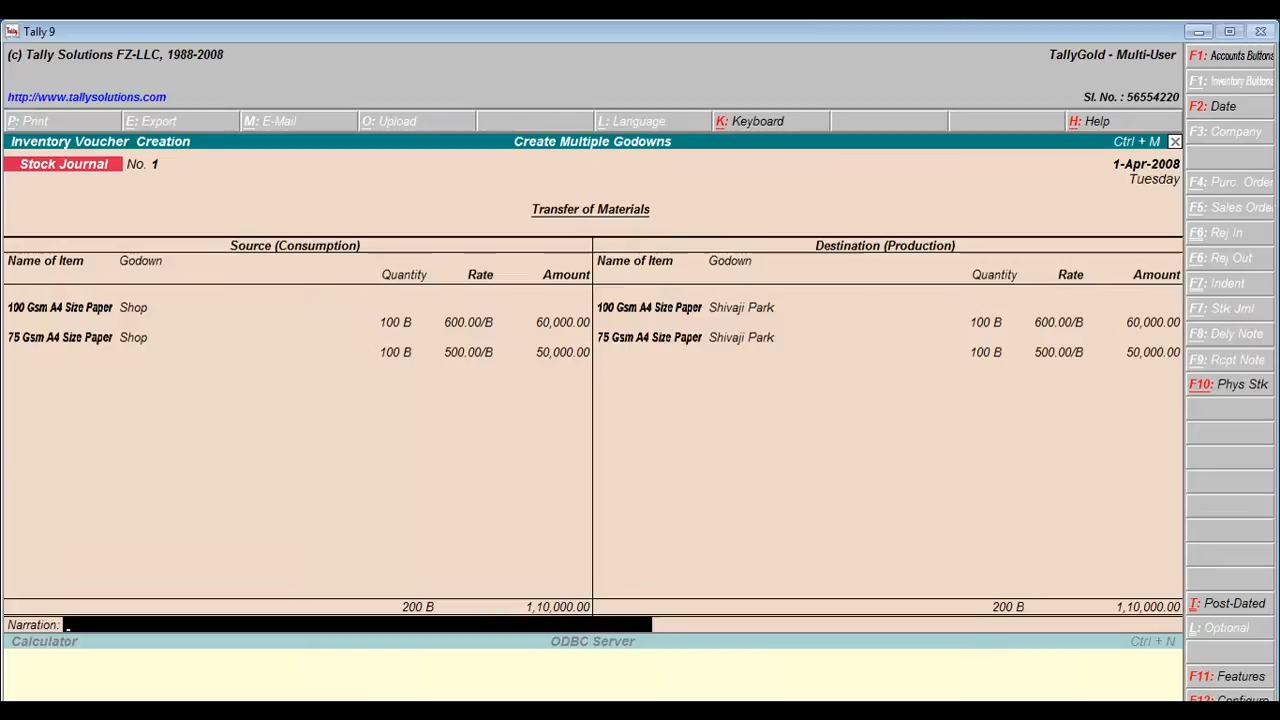 Tally 9
(c) Tally Solutions FZ-LLC, 1988-2008
TallyGold - Multi-User
http://www.tallysolutions.com
Sl. No. : 56554220
P: Print E: Export M: E-Mail O: Upload L: Language K: Keyboard H: Help
Inventory Voucher Creation Create Multiple Godowns Ctrl + M
Stock Journal No. 1 1-Apr-2008
Tuesday
Transfer of Materials
Source (Consumption) Destination (Production)
Name of Item Godown Name of Item Godown
Quantity Rate Amount Quantity Rate Amount
100 Gsm A4 Size Paper Shop 100 Gsm A4 Size Paper Shivaji Park
100 B 600.00/B 60,000.00 100 B 600.00/B 60,000.00
75 Gsm A4 Size Paper Shop 75 Gsm A4 Size Paper Shivaji Park
100 B 500.00/B 50,000.00 100 B 500.00/B 50,000.00
200 B 1,10,000.00 200 B 1,10,000.00
Narration:
Calculator ODBC Server Ctrl + N
F1: Accounts Buttons
F1: Inventory Buttons
F2: Date
F3: Company
F4: Purc. Order
F5: Sales Orde
F6: Rej In
F6: Rej Out
F7: Indent
F7: Stk Jrnl
F8: Dely Note
F9: Rcpt Note
F10: Phys Stk
T: Post-Dated
L: Optional
F11: Features
F12: Configure